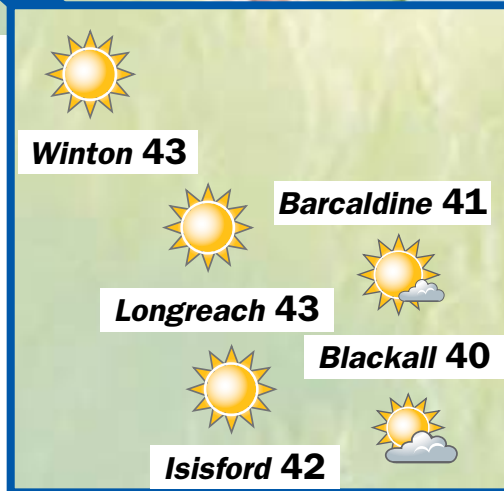 Winton 43
Barcaldine 41
Longreach 43
Blackall 40
Isisford 42